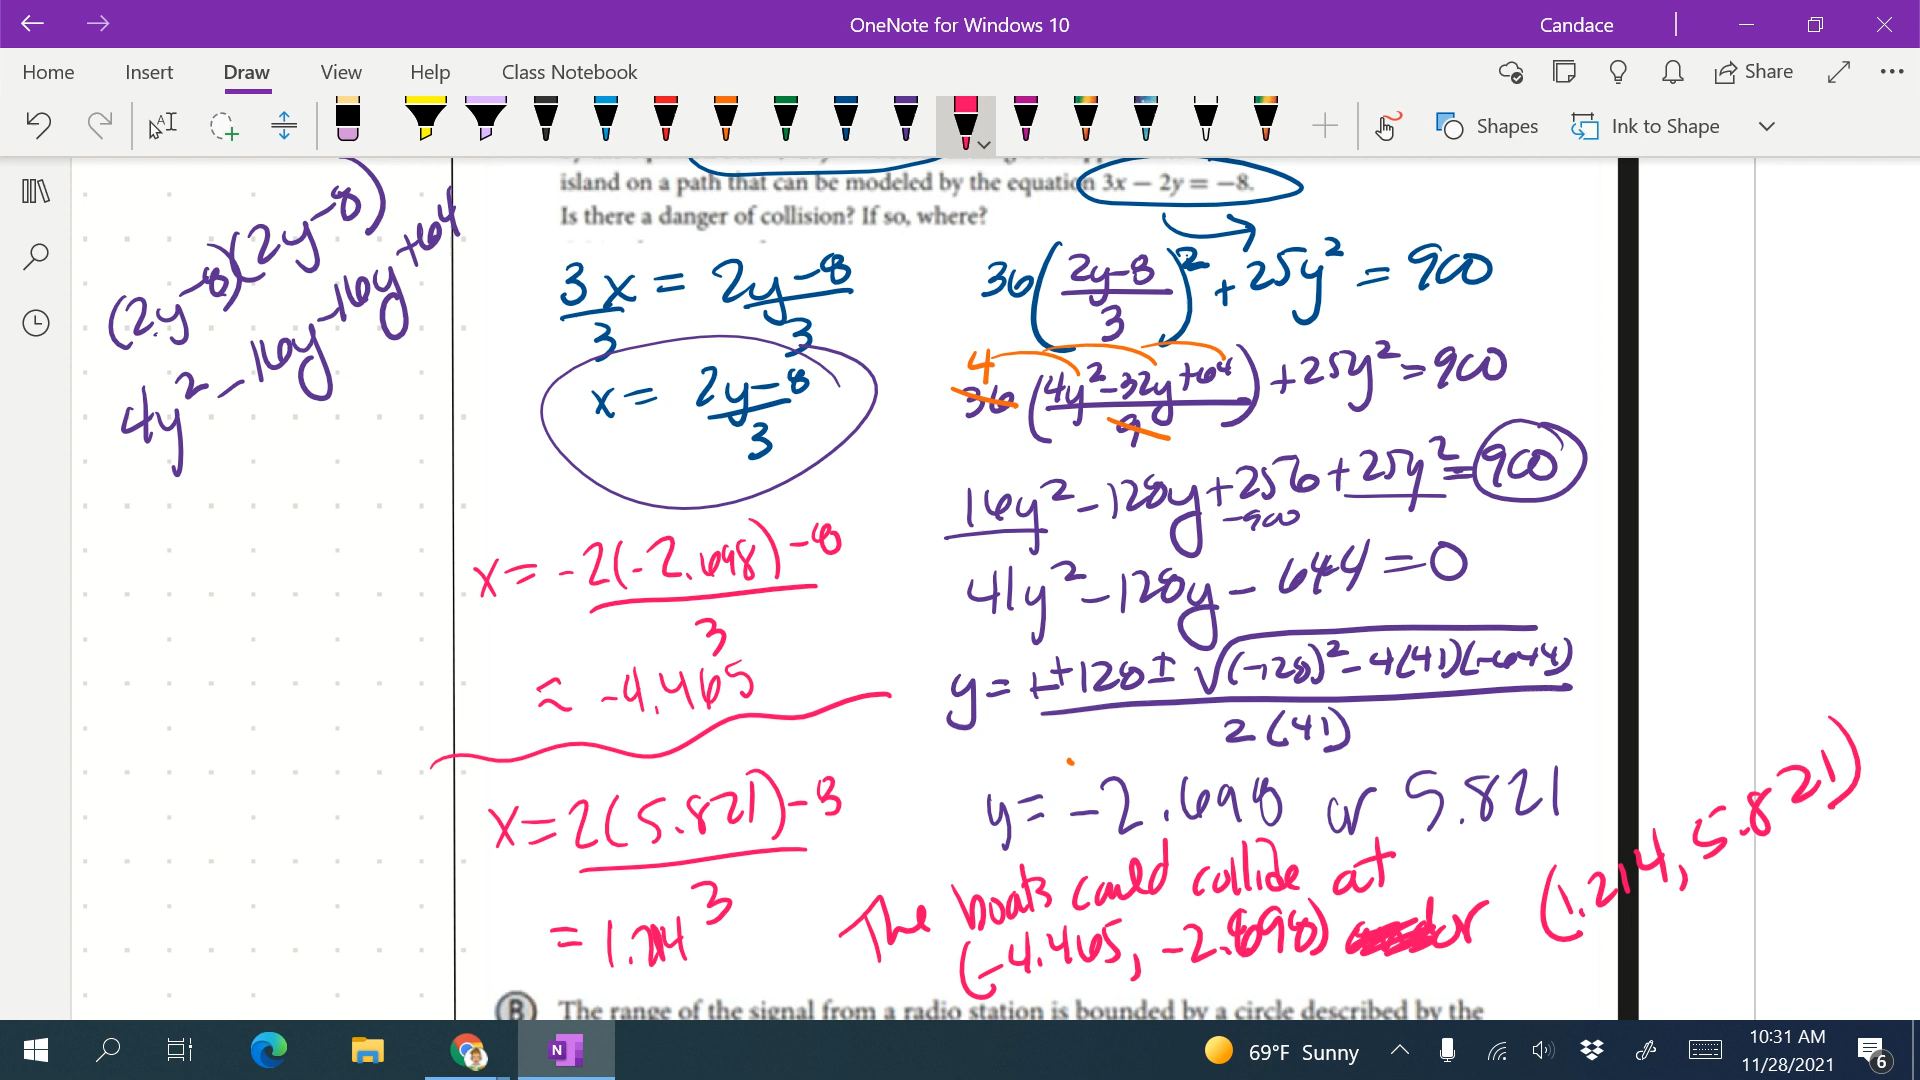 OneNote for Windows 10
Candace
Home Insert Draw View Help Class Notebook
Share
Shapes
Ink to Shape
island on a path that can be modeled by the equation 3x − 2y = −8.
Is there a danger of collision? If so, where?
(2y-8)(2y-8)
4y² -16y -16y +64
3x = 2y-8
3 3
x = 2y-8
3
36(2y-8)² + 25y² = 900
3
4
36 (4y² -32y +64) + 25y² = 900
9
16y² - 128y + 256 + 25y² = 900
-900
41y² - 128y - 644 = 0
y = ++128 ± √(-128)² - 4(41)(-644)
2(41)
y = -2.698 or 5.821
x = -2(-2.698) -8
3
≈ -4.465
x = 2(5.821) -8
3
= 1.214
The boats could collide at
(-4.465, -2.698) or (1.214, 5.821)
B The range of the signal from a radio station is bounded by a circle described by the
69°F Sunny
10:31 AM
11/28/2021
6